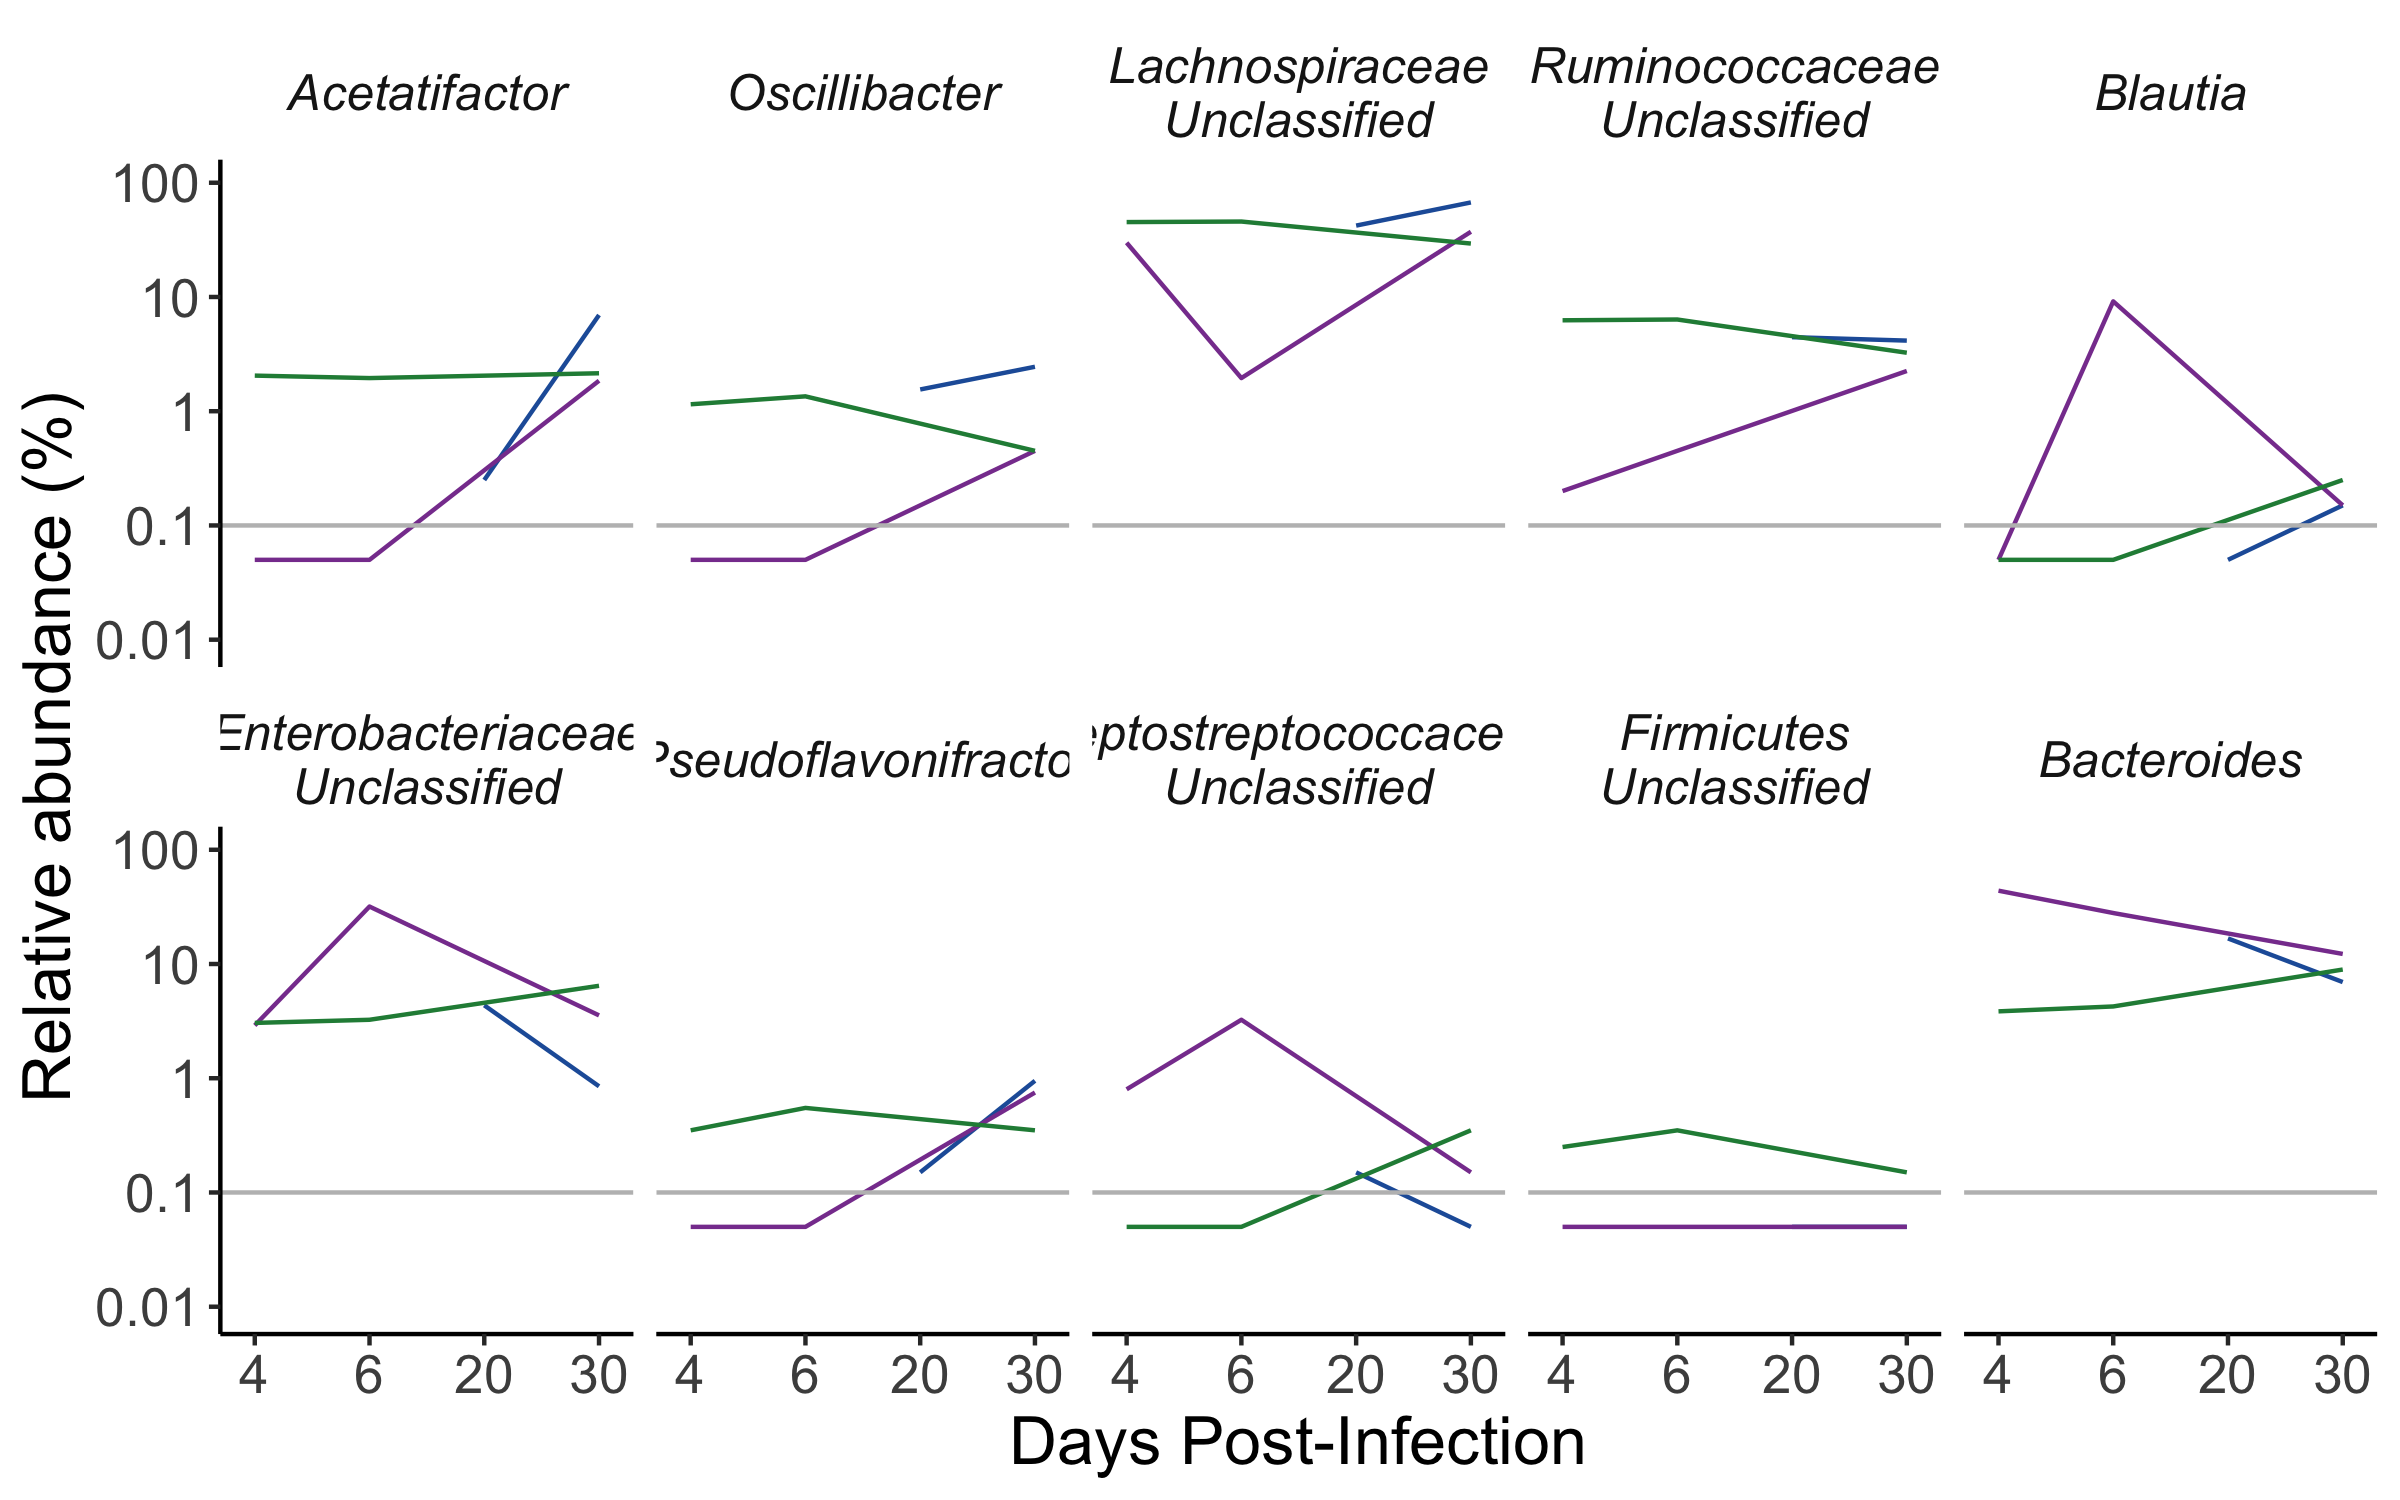 Acetatifactor
Oscillibacter
Lachnospiraceae
Unclassified
Ruminococcaceae
Unclassified
Blautia
100
10
1
0.1
0.01
Relative abundance (%)
Enterobacteriaceae
Unclassified
Pseudoflavonifracto
eptostreptococcace
Unclassified
Firmicutes
Unclassified
Bacteroides
100
10
1
0.1
0.01
4 6 20 30
4 6 20 30
4 6 20 30
4 6 20 30
4 6 20 30
Days Post-Infection